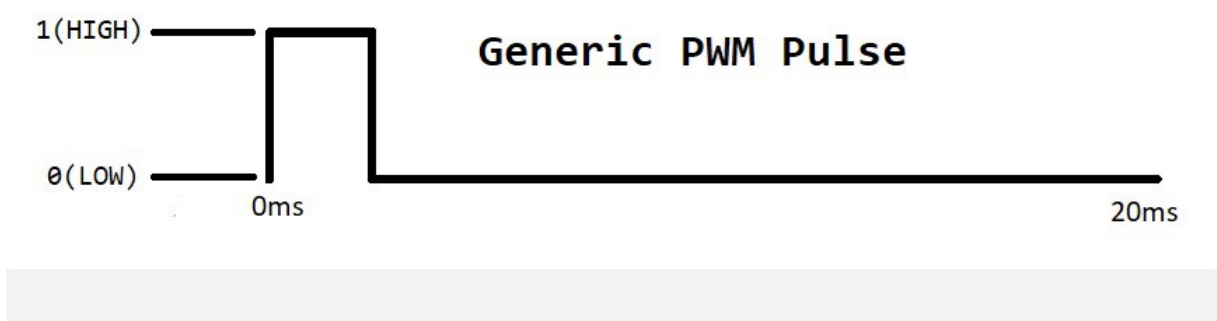 1(HIGH)
Generic PWM Pulse
0(LOW)
0ms
20ms